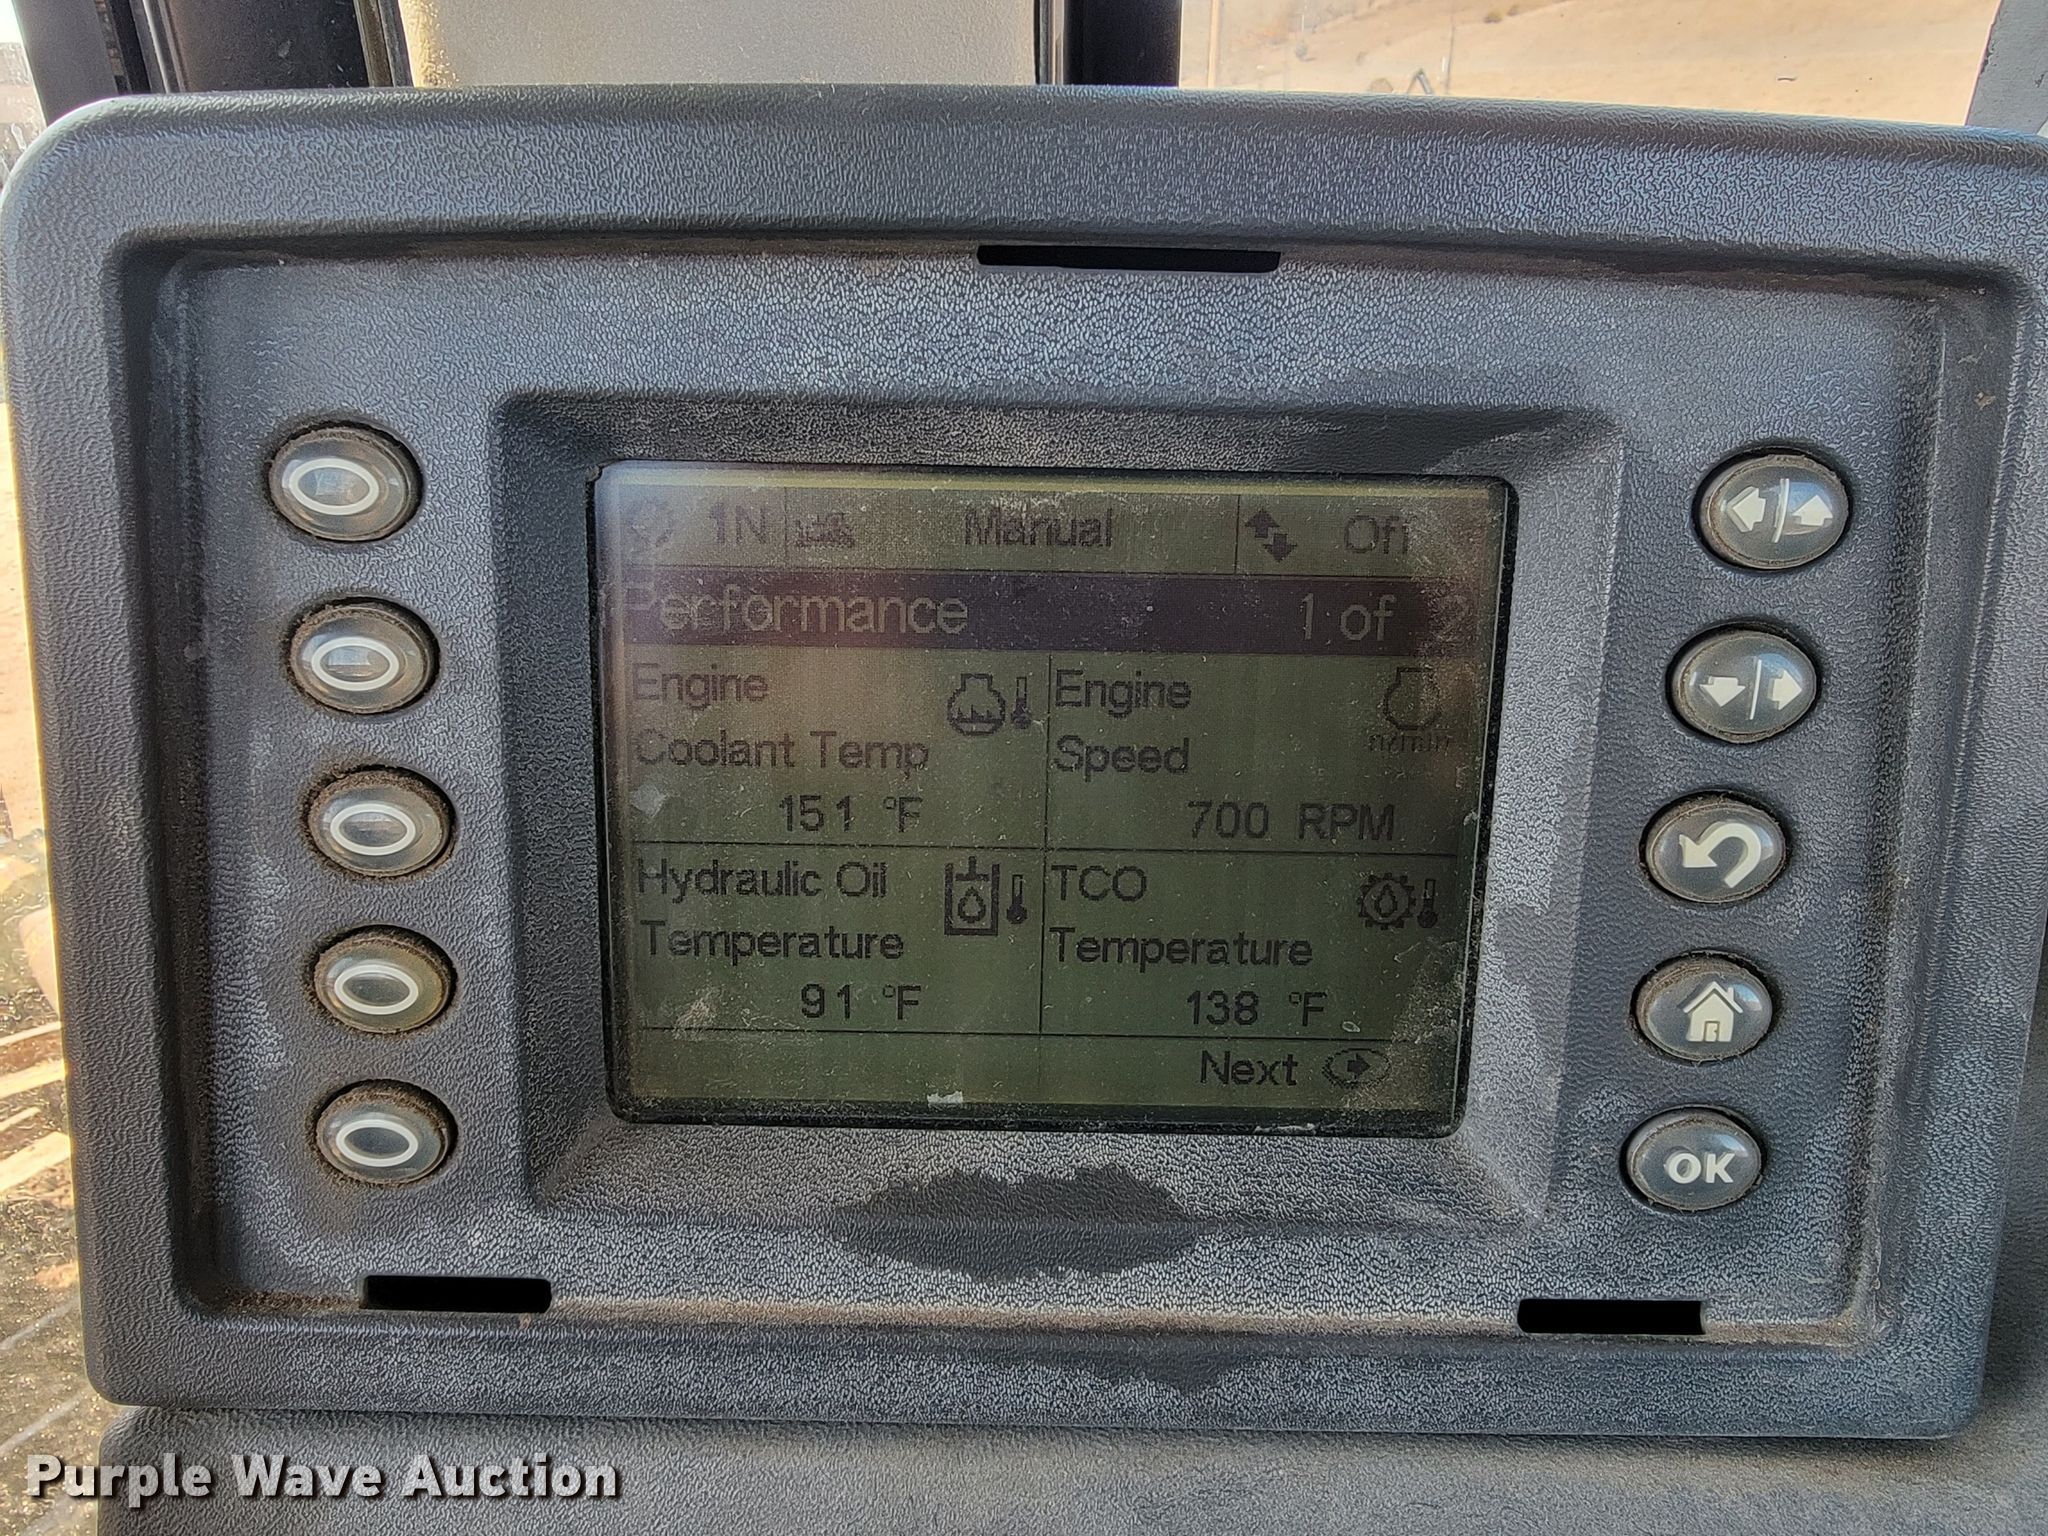 1N Manual Off
Performance 1 of 2
Engine
Coolant Temp
151 °F
Engine
Speed
n/min
700 RPM
Hydraulic Oil
Temperature
91 °F
TCO
Temperature
138 °F
Next
OK
Purple Wave Auction